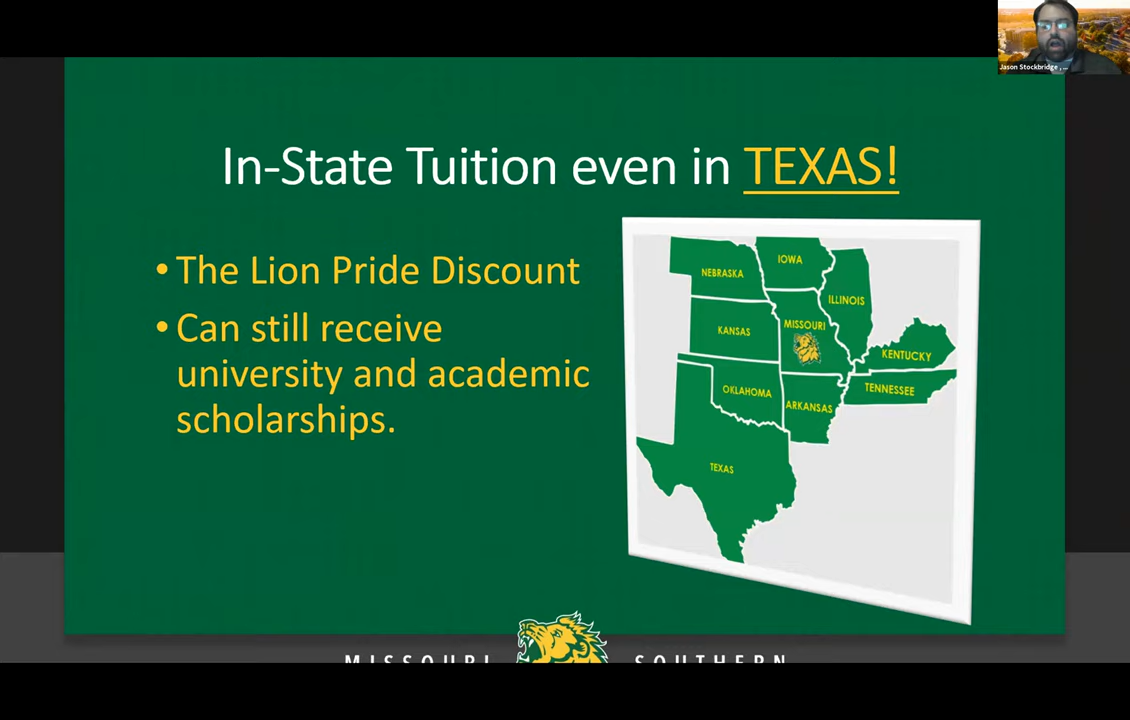 Jason Stockbridge , ...
In-State Tuition even in TEXAS!
• The Lion Pride Discount
• Can still receive
university and academic
scholarships.
NEBRASKA
IOWA
ILLINOIS
KANSAS
MISSOURI
KENTUCKY
OKLAHOMA
ARKANSAS
TENNESSEE
TEXAS
MISSOURI SOUTHERN